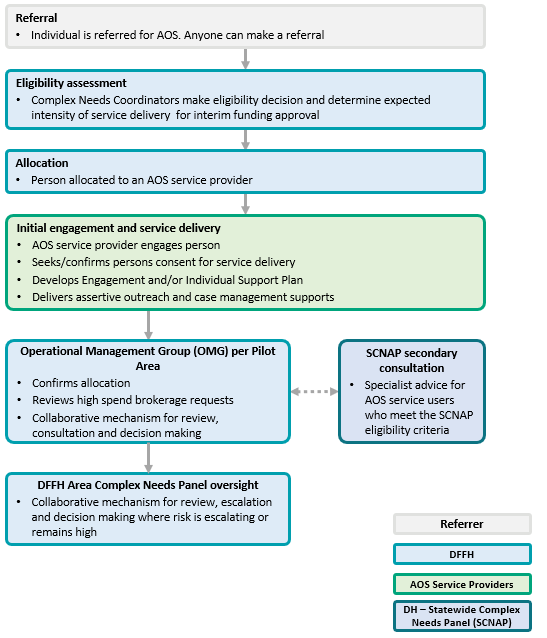 Referral
• Individual is referred for AOS. Anyone can make a referral
Eligibility assessment
• Complex Needs Coordinators make eligibility decision and determine expected
intensity of service delivery for interim funding approval
Allocation
• Person allocated to an AOS service provider
Initial engagement and service delivery
• AOS service provider engages person
• Seeks/confirms persons consent for service delivery
• Develops Engagement and/or Individual Support Plan
• Delivers assertive outreach and case management supports
Operational Management Group (OMG) per Pilot
Area
• Confirms allocation
• Reviews high spend brokerage requests
• Collaborative mechanism for review,
consultation and decision making
SCNAP secondary
consultation
• Specialist advice for
AOS service users
who meet the SCNAP
eligibility criteria
DFFH Area Complex Needs Panel oversight
• Collaborative mechanism for review, escalation
and decision making where risk is escalating or
remains high
Referrer
DFFH
AOS Service Providers
DH – Statewide Complex
Needs Panel (SCNAP)